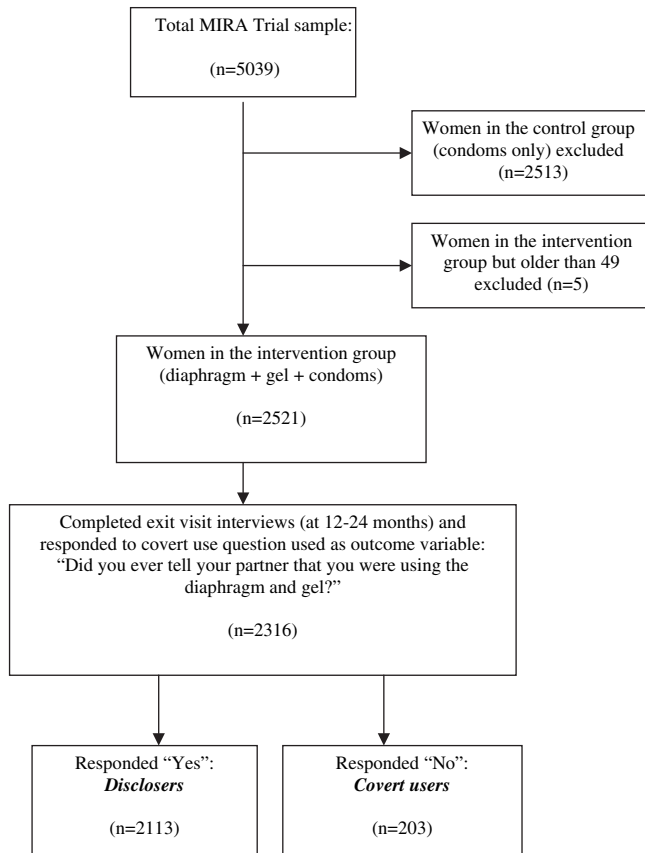 Total MIRA Trial sample:
(n=5039)
Women in the control group
(condoms only) excluded
(n=2513)
Women in the intervention
group but older than 49
excluded (n=5)
Women in the intervention group
(diaphragm + gel + condoms)
(n=2521)
Completed exit visit interviews (at 12-24 months) and
responded to covert use question used as outcome variable:
“Did you ever tell your partner that you were using the
diaphragm and gel?”
(n=2316)
Responded “Yes”:
Disclosers
(n=2113)
Responded “No”:
Covert users
(n=203)